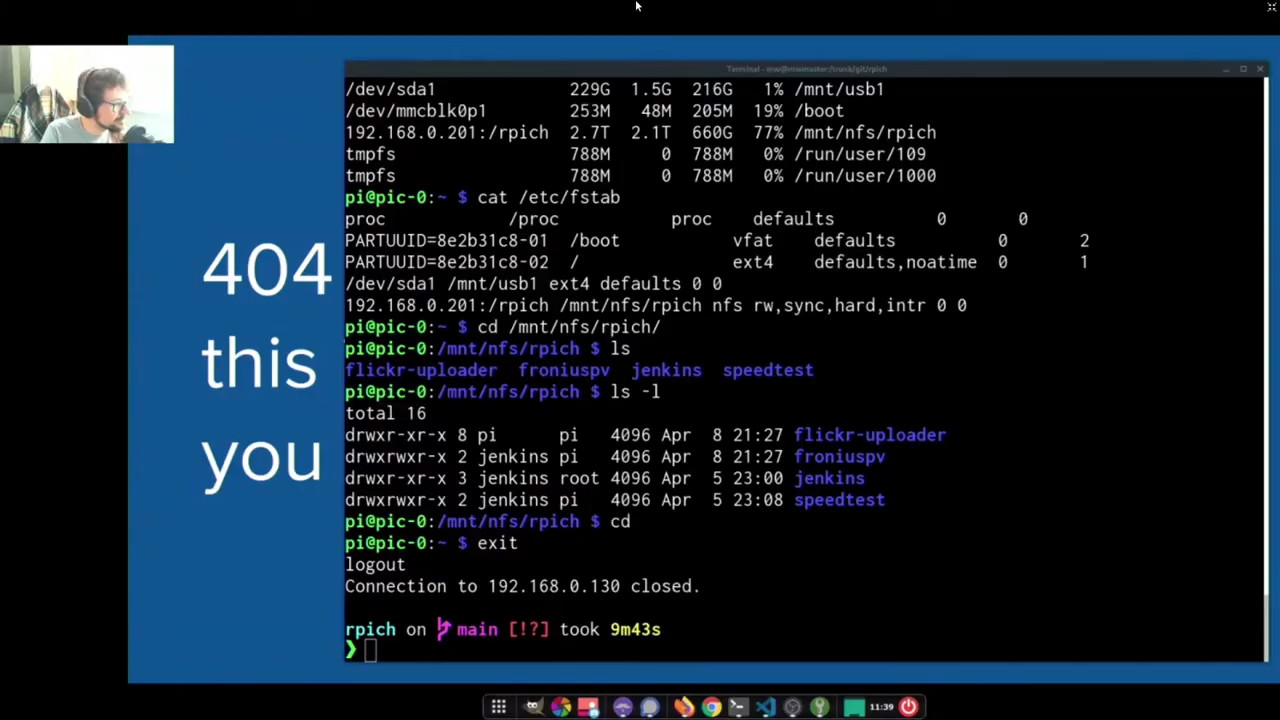 Terminal - mw@mwmaster:/trunk/git/rpich
/dev/sda1 229G 1.5G 216G 1% /mnt/usb1
/dev/mmcblk0p1 253M 48M 205M 19% /boot
192.168.0.201:/rpich 2.7T 2.1T 660G 77% /mnt/nfs/rpich
tmpfs 788M 0 788M 0% /run/user/109
tmpfs 788M 0 788M 0% /run/user/1000
pi@pic-0:~ $ cat /etc/fstab
proc /proc proc defaults 0 0
PARTUUID=8e2b31c8-01 /boot vfat defaults 0 2
PARTUUID=8e2b31c8-02 / ext4 defaults,noatime 0 1
/dev/sda1 /mnt/usb1 ext4 defaults 0 0
192.168.0.201:/rpich /mnt/nfs/rpich nfs rw,sync,hard,intr 0 0
pi@pic-0:~ $ cd /mnt/nfs/rpich/
pi@pic-0:/mnt/nfs/rpich $ ls
flickr-uploader froniuspv jenkins speedtest
pi@pic-0:/mnt/nfs/rpich $ ls -l
total 16
drwxr-xr-x 8 pi pi 4096 Apr 8 21:27 flickr-uploader
drwxrwxr-x 2 jenkins pi 4096 Apr 8 21:27 froniuspv
drwxr-xr-x 3 jenkins root 4096 Apr 5 23:00 jenkins
drwxrwxr-x 2 jenkins pi 4096 Apr 5 23:08 speedtest
pi@pic-0:/mnt/nfs/rpich $ cd
pi@pic-0:~ $ exit
logout
Connection to 192.168.0.130 closed.
rpich on main [!?] took 9m43s
❯
404
this
you
11:39